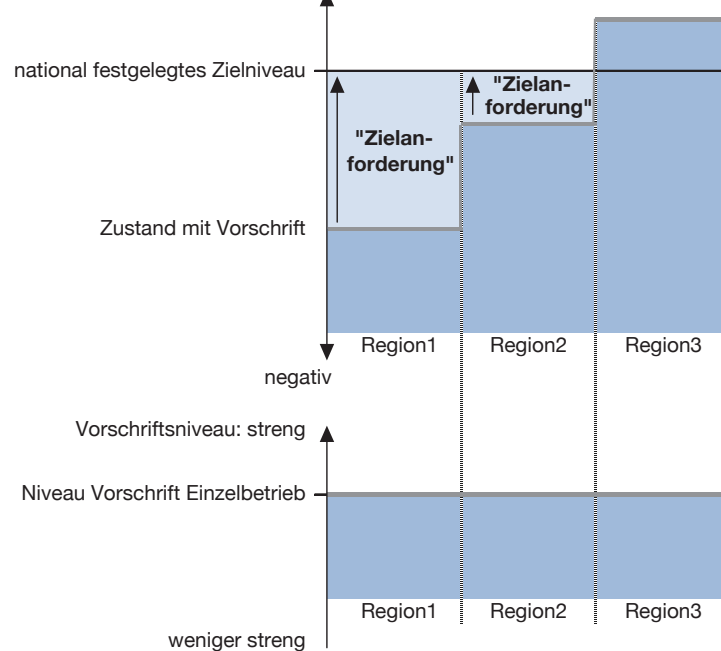 national festgelegtes Zielniveau
"Zielan-
forderung"
"Zielan-
forderung"
Zustand mit Vorschrift
Region1
Region2
Region3
negativ
Vorschriftsniveau: streng
Niveau Vorschrift Einzelbetrieb
Region1
Region2
Region3
weniger streng